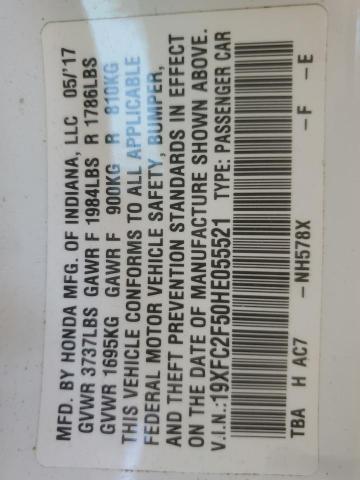 MFD. BY HONDA MFG. OF INDIANA, LLC 05/'17
GVWR 3737LBS GAWR F 1984LBS R 1786LBS
GVWR 1695KG GAWR F 900KG R 810KG
THIS VEHICLE CONFORMS TO ALL APPLICABLE
FEDERAL MOTOR VEHICLE SAFETY, BUMPER,
AND THEFT PREVENTION STANDARDS IN EFFECT
ON THE DATE OF MANUFACTURE SHOWN ABOVE.
V.I.N.:19XFC2F50HE055521 TYPE: PASSENGER CAR
TBA H AC7 -NH578X -F -E